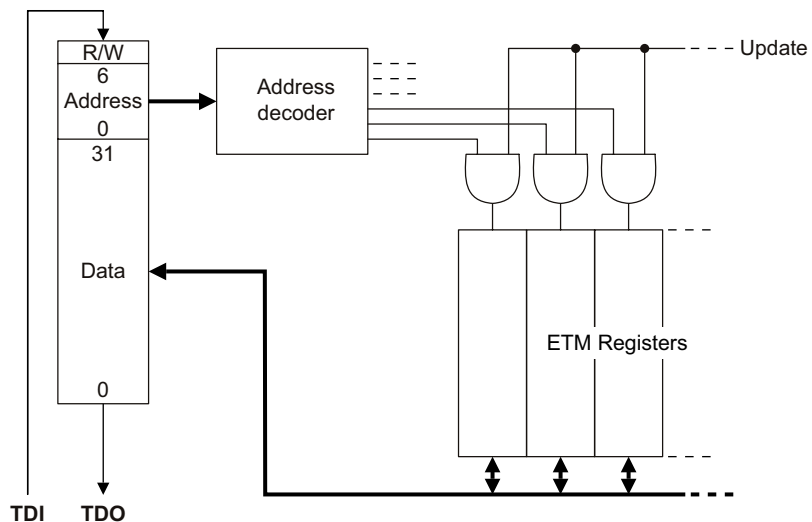 R/W
6
Address
0
31
Data
0
TDI
TDO
Address
decoder
Update
ETM Registers